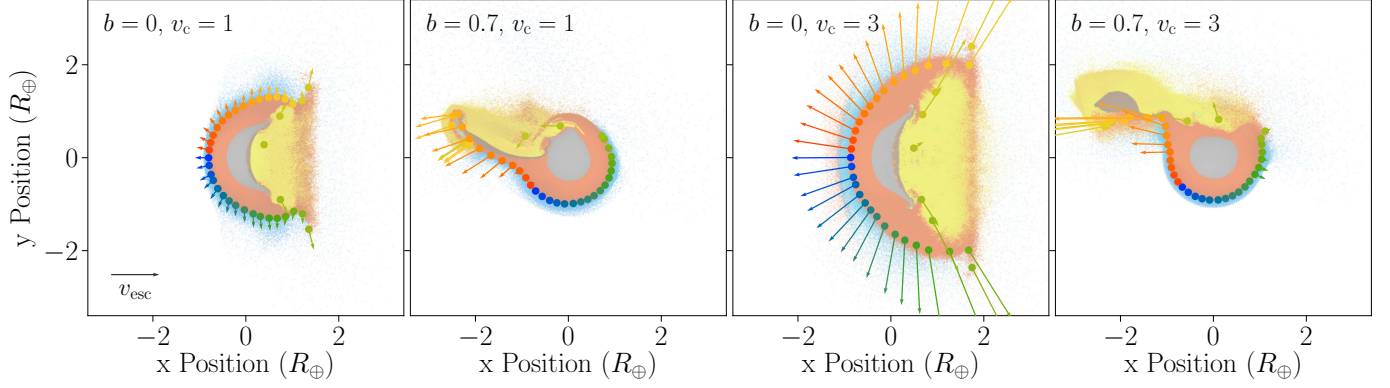 b = 0, v_c = 1
b = 0.7, v_c = 1
b = 0, v_c = 3
b = 0.7, v_c = 3
y Position (R_⊕)
2
0
−2
v_esc
−2 0 2
−2 0 2
−2 0 2
−2 0 2
x Position (R_⊕)
x Position (R_⊕)
x Position (R_⊕)
x Position (R_⊕)